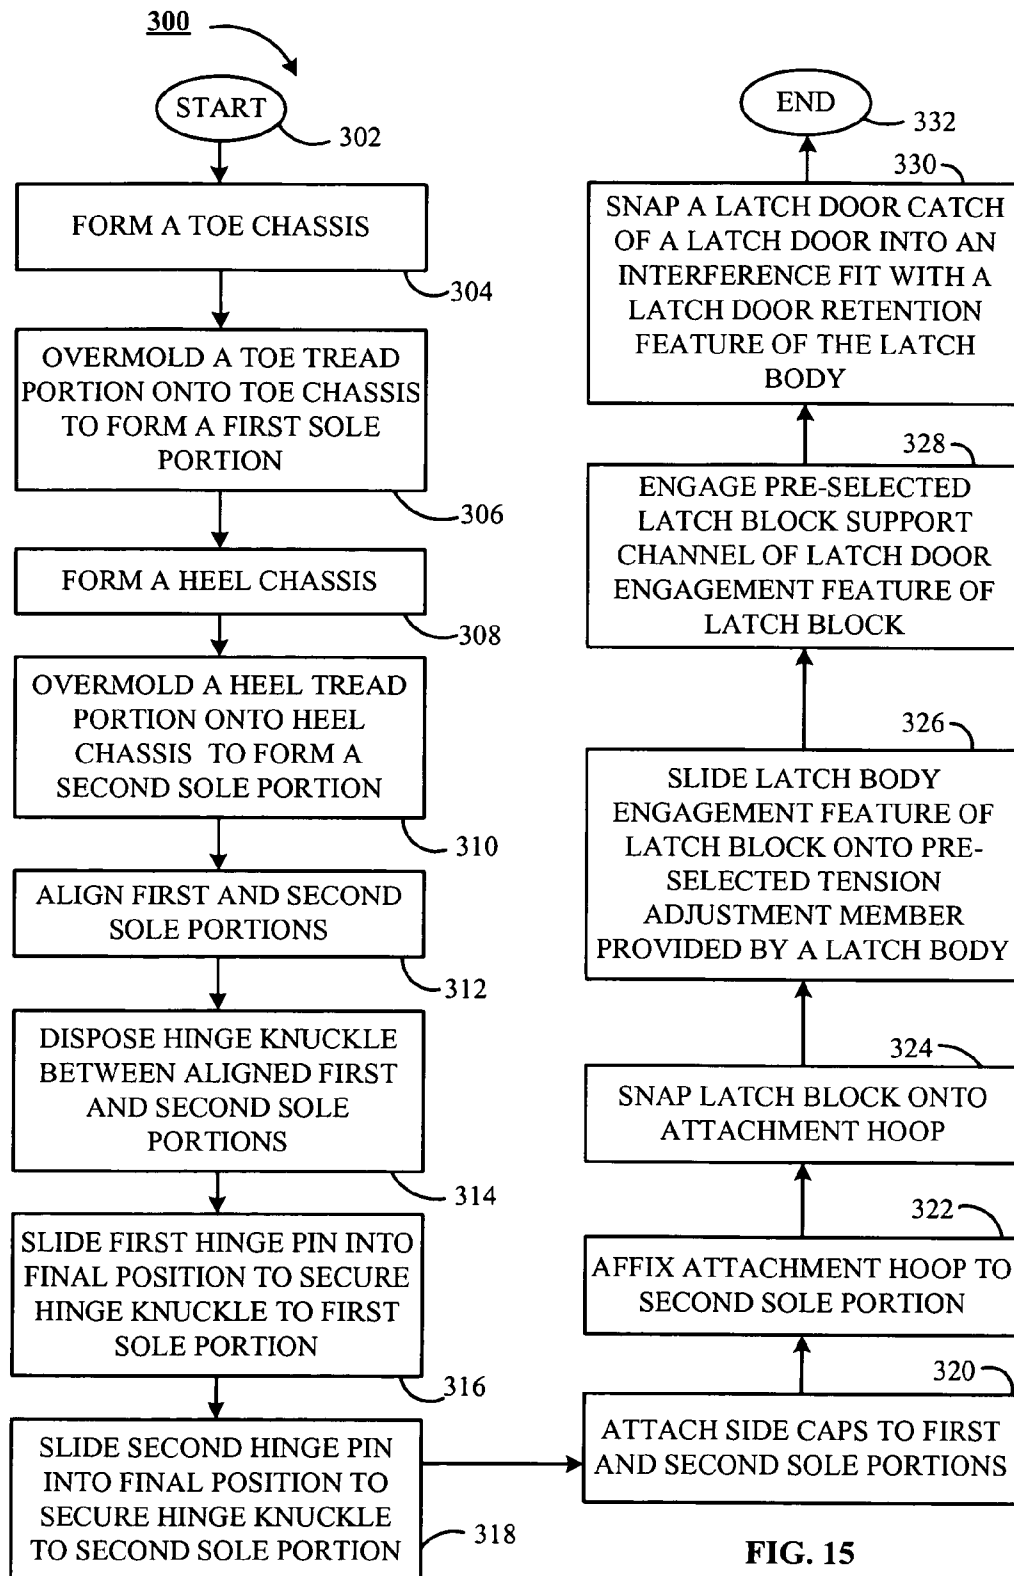 300
START
302
FORM A TOE CHASSIS
304
OVERMOLD A TOE TREAD
PORTION ONTO TOE CHASSIS
TO FORM A FIRST SOLE
PORTION
306
FORM A HEEL CHASSIS
308
OVERMOLD A HEEL TREAD
PORTION ONTO HEEL
CHASSIS TO FORM A
SECOND SOLE PORTION
310
ALIGN FIRST AND SECOND
SOLE PORTIONS
312
DISPOSE HINGE KNUCKLE
BETWEEN ALIGNED FIRST
AND SECOND SOLE
PORTIONS
314
SLIDE FIRST HINGE PIN INTO
FINAL POSITION TO SECURE
HINGE KNUCKLE TO FIRST
SOLE PORTION
316
SLIDE SECOND HINGE PIN
INTO FINAL POSITION TO
SECURE HINGE KNUCKLE
TO SECOND SOLE PORTION
318
320
ATTACH SIDE CAPS TO FIRST
AND SECOND SOLE PORTIONS
322
AFFIX ATTACHMENT HOOP TO
SECOND SOLE PORTION
324
SNAP LATCH BLOCK ONTO
ATTACHMENT HOOP
326
SLIDE LATCH BODY
ENGAGEMENT FEATURE OF
LATCH BLOCK ONTO PRE-
SELECTED TENSION
ADJUSTMENT MEMBER
PROVIDED BY A LATCH BODY
328
ENGAGE PRE-SELECTED
LATCH BLOCK SUPPORT
CHANNEL OF LATCH DOOR
ENGAGEMENT FEATURE OF
LATCH BLOCK
330
SNAP A LATCH DOOR CATCH
OF A LATCH DOOR INTO AN
INTERFERENCE FIT WITH A
LATCH DOOR RETENTION
FEATURE OF THE LATCH
BODY
END
332
FIG. 15